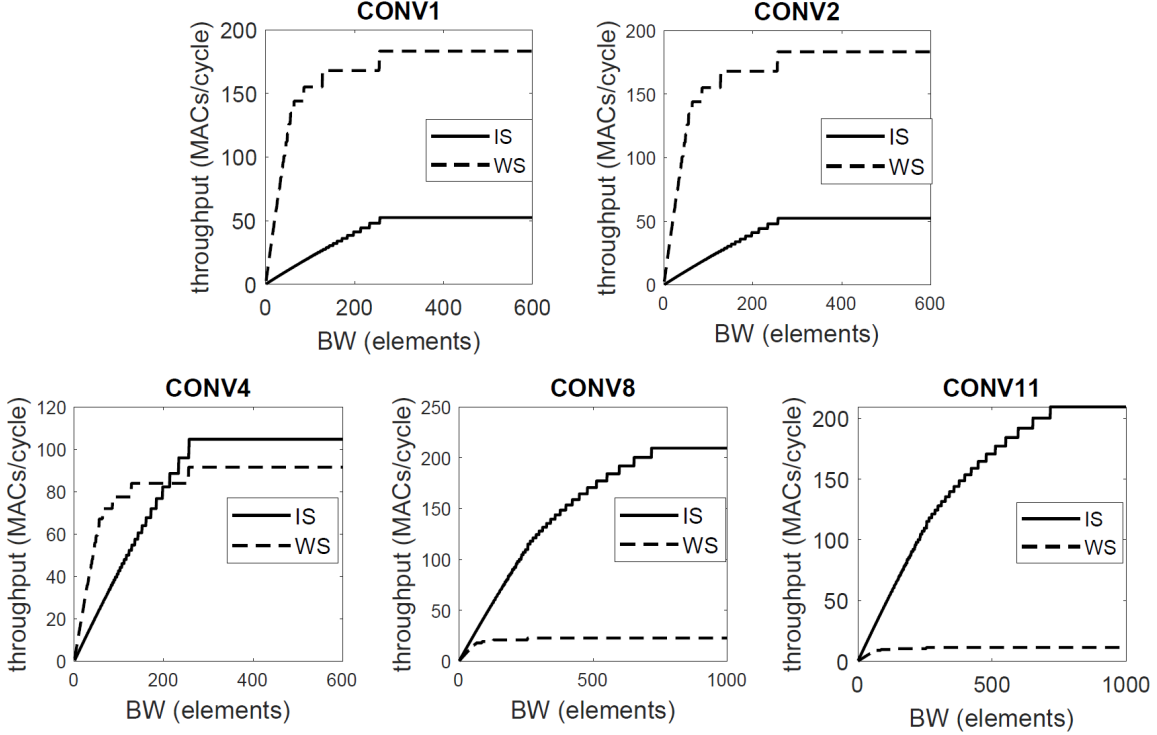 CONV1
throughput (MACs/cycle)
200
150
100
50
0
IS
WS
0 200 400 600
BW (elements)
CONV2
throughput (MACs/cycle)
200
150
100
50
0
IS
WS
0 200 400 600
BW (elements)
CONV4
throughput (MACs/cycle)
120
100
80
60
40
20
0
IS
WS
0 200 400 600
BW (elements)
CONV8
throughput (MACs/cycle)
250
200
150
100
50
0
IS
WS
0 500 1000
BW (elements)
CONV11
throughput (MACs/cycle)
200
150
100
50
0
IS
WS
0 500 1000
BW (elements)